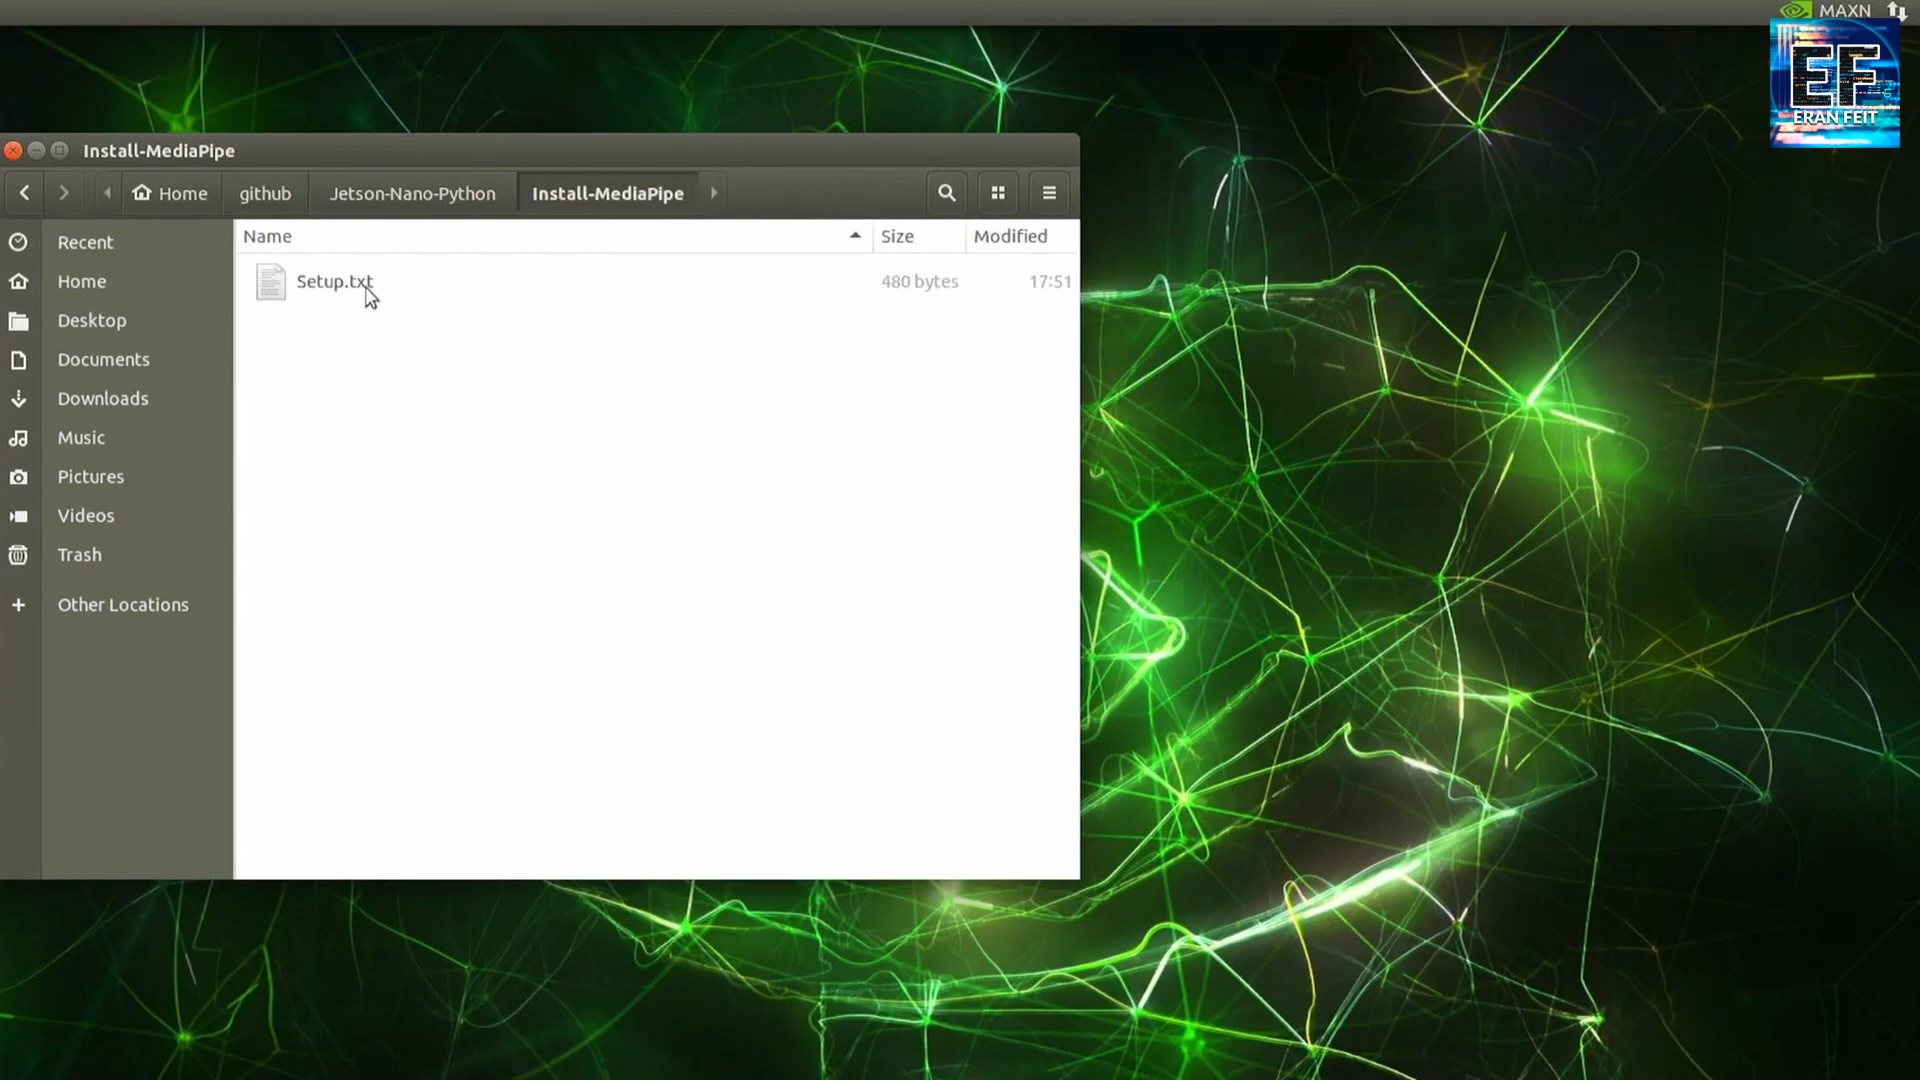 MAXN
EF
ERAN FEIT
Install-MediaPipe
Home github Jetson-Nano-Python Install-MediaPipe
Name Size Modified
Setup.txt 480 bytes 17:51
Recent
Home
Desktop
Documents
Downloads
Music
Pictures
Videos
Trash
Other Locations